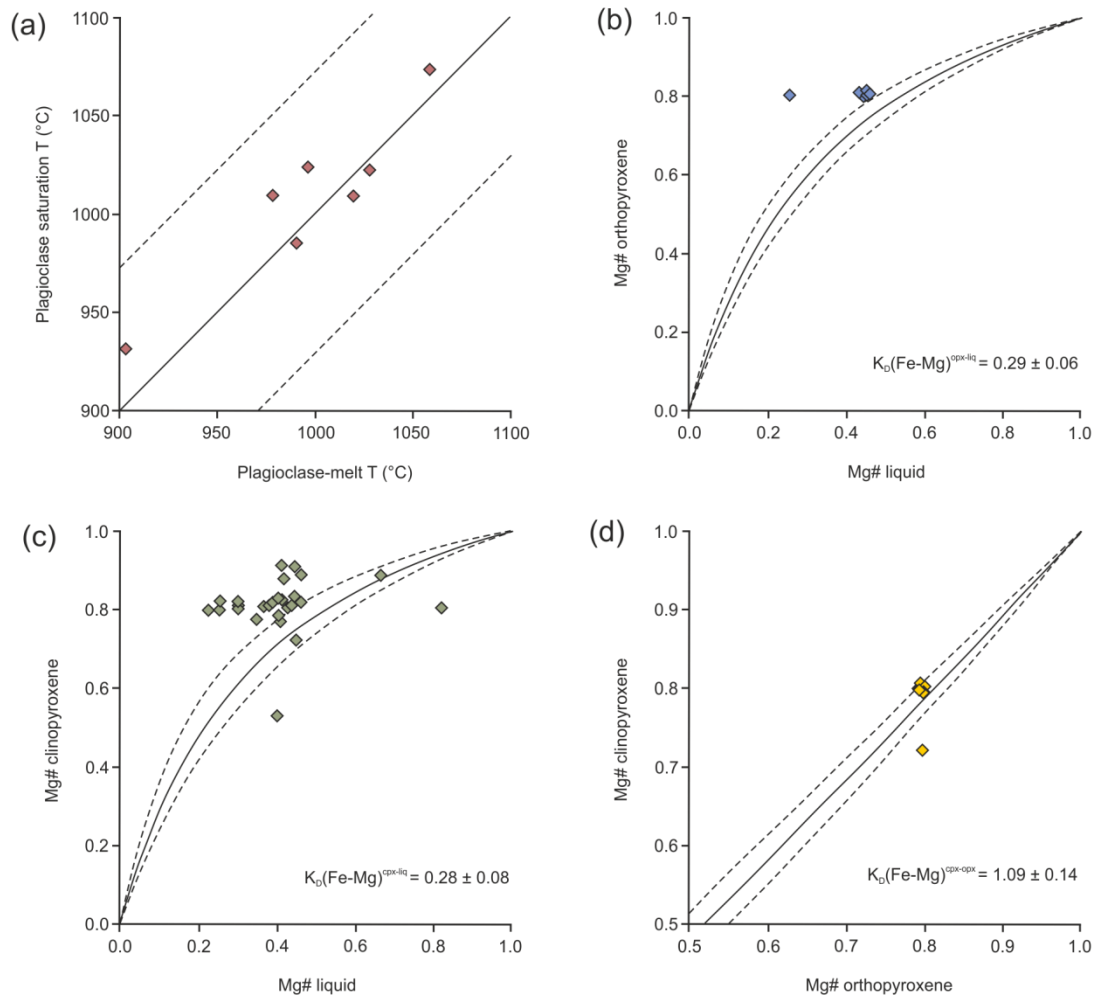 (a)
1100
1050
1000
950
900
Plagioclase saturation T (°C)
900 950 1000 1050 1100
Plagioclase-melt T (°C)
(b)
1.0
0.8
0.6
0.4
0.2
0.0
Mg# orthopyroxene
K_D(Fe-Mg)^opx-liq = 0.29 ± 0.06
0.0 0.2 0.4 0.6 0.8 1.0
Mg# liquid
(c)
1.0
0.8
0.6
0.4
0.2
0.0
Mg# clinopyroxene
K_D(Fe-Mg)^cpx-liq = 0.28 ± 0.08
0.0 0.2 0.4 0.6 0.8 1.0
Mg# liquid
(d)
1.0
0.9
0.8
0.7
0.6
0.5
Mg# clinopyroxene
K_D(Fe-Mg)^cpx-opx = 1.09 ± 0.14
0.5 0.6 0.7 0.8 0.9 1.0
Mg# orthopyroxene